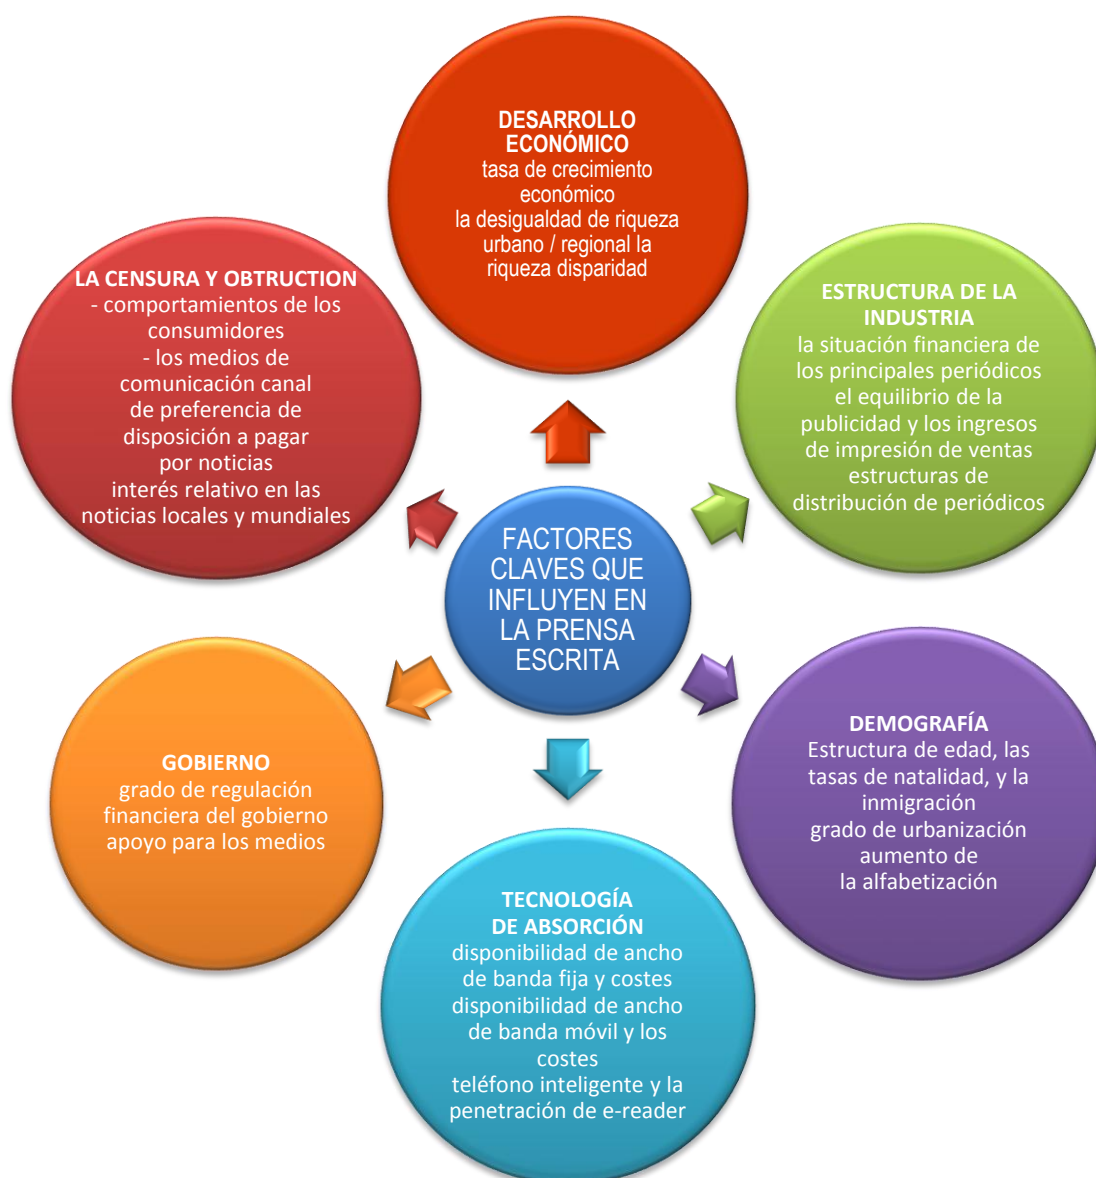 DESARROLLO
ECONÓMICO
tasa de crecimiento
económico
la desigualdad de riqueza
urbano / regional la
riqueza disparidad
LA CENSURA Y OBTRUCTION
- comportamientos de los
consumidores
- los medios de
comunicación canal
de preferencia de
disposición a pagar
por noticias
interés relativo en las
noticias locales y mundiales
ESTRUCTURA DE LA
INDUSTRIA
la situación financiera de
los principales periódicos
el equilibrio de la
publicidad y los ingresos
de impresión de ventas
estructuras de
distribución de periódicos
FACTORES
CLAVES QUE
INFLUYEN EN
LA PRENSA
ESCRITA
GOBIERNO
grado de regulación
financiera del gobierno
apoyo para los medios
DEMOGRAFÍA
Estructura de edad, las
tasas de natalidad, y la
inmigración
grado de urbanización
aumento de
la alfabetización
TECNOLOGÍA
DE ABSORCIÓN
disponibilidad de ancho
de banda fija y costes
disponibilidad de ancho
de banda móvil y los
costes
teléfono inteligente y la
penetración de e-reader